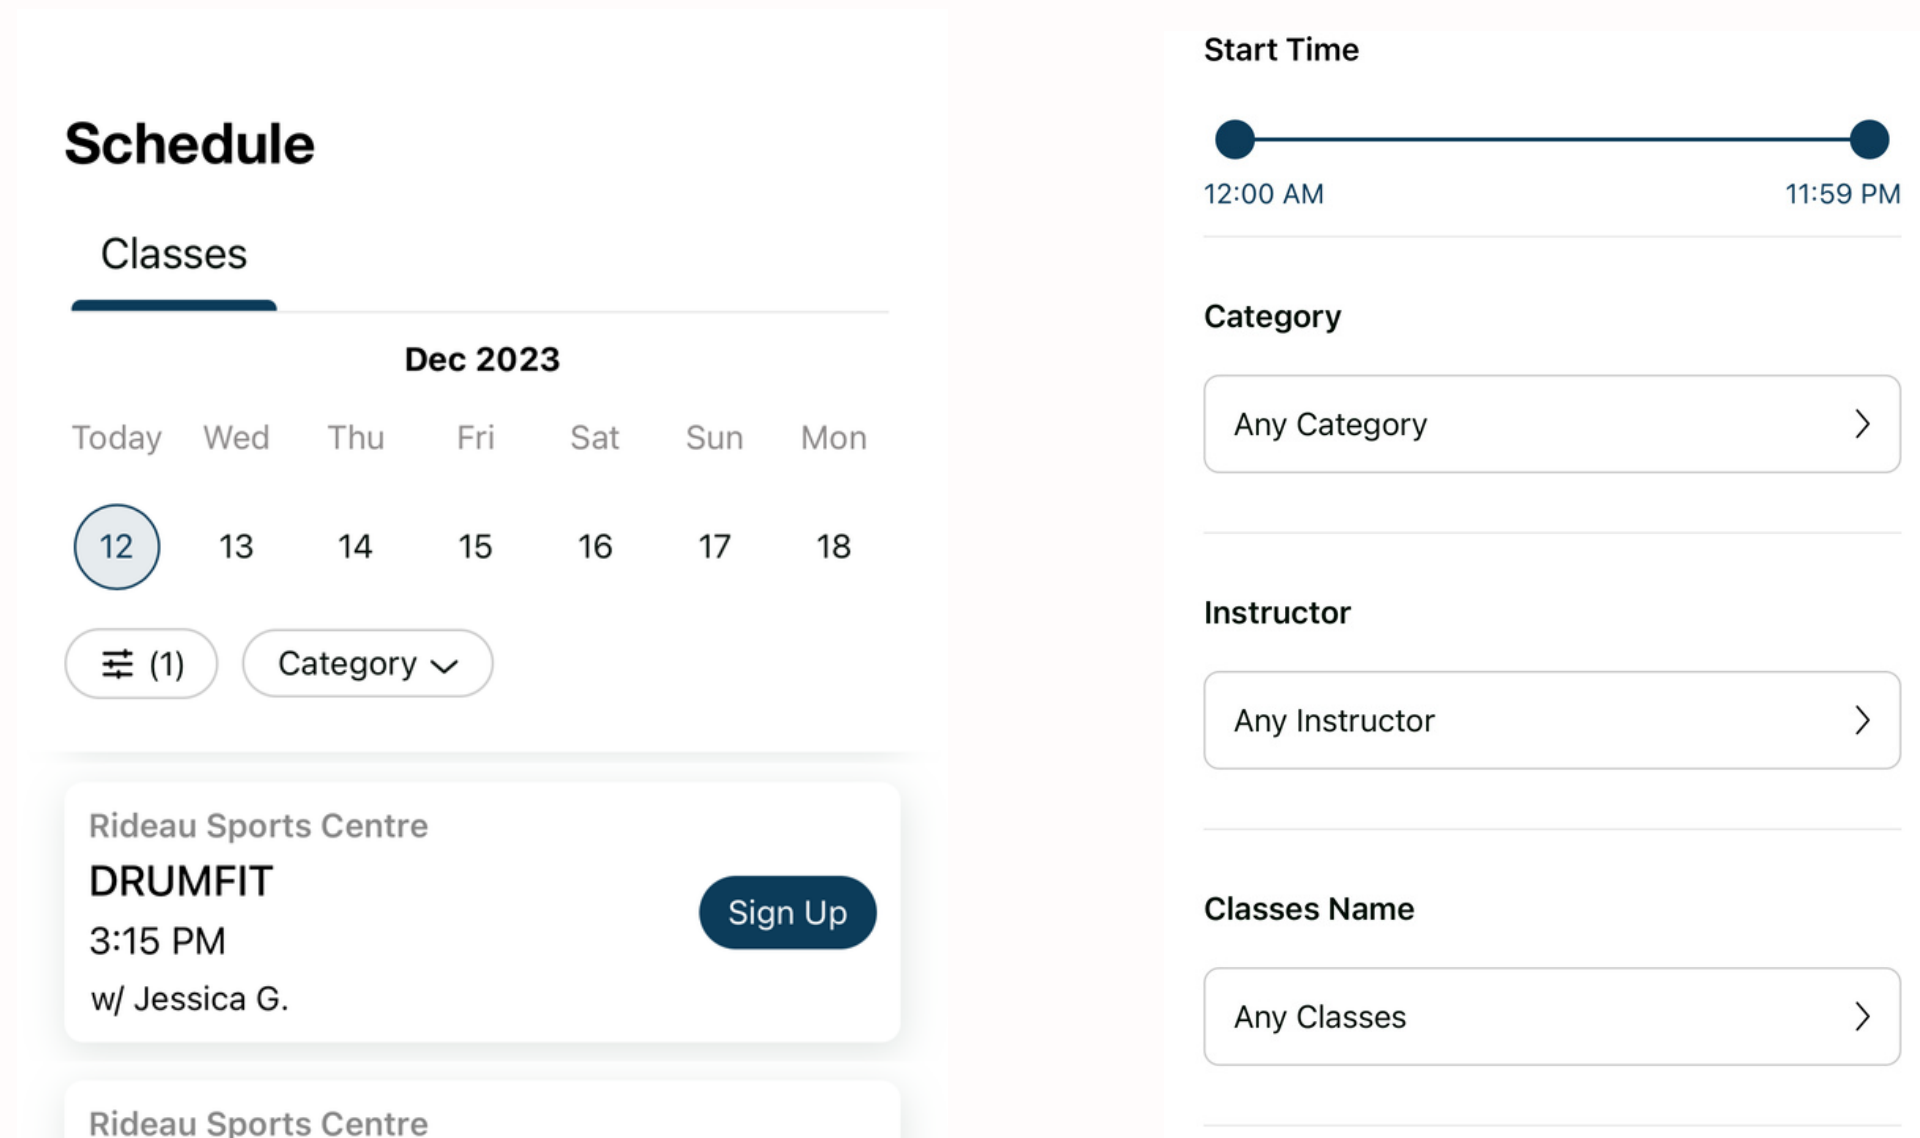 Schedule
Classes
Dec 2023
Today Wed Thu Fri Sat Sun Mon
12 13 14 15 16 17 18
(1) Category
Rideau Sports Centre
DRUMFIT
3:15 PM
w/ Jessica G.
Sign Up
Rideau Sports Centre
Start Time
12:00 AM 11:59 PM
Category
Any Category
Instructor
Any Instructor
Classes Name
Any Classes